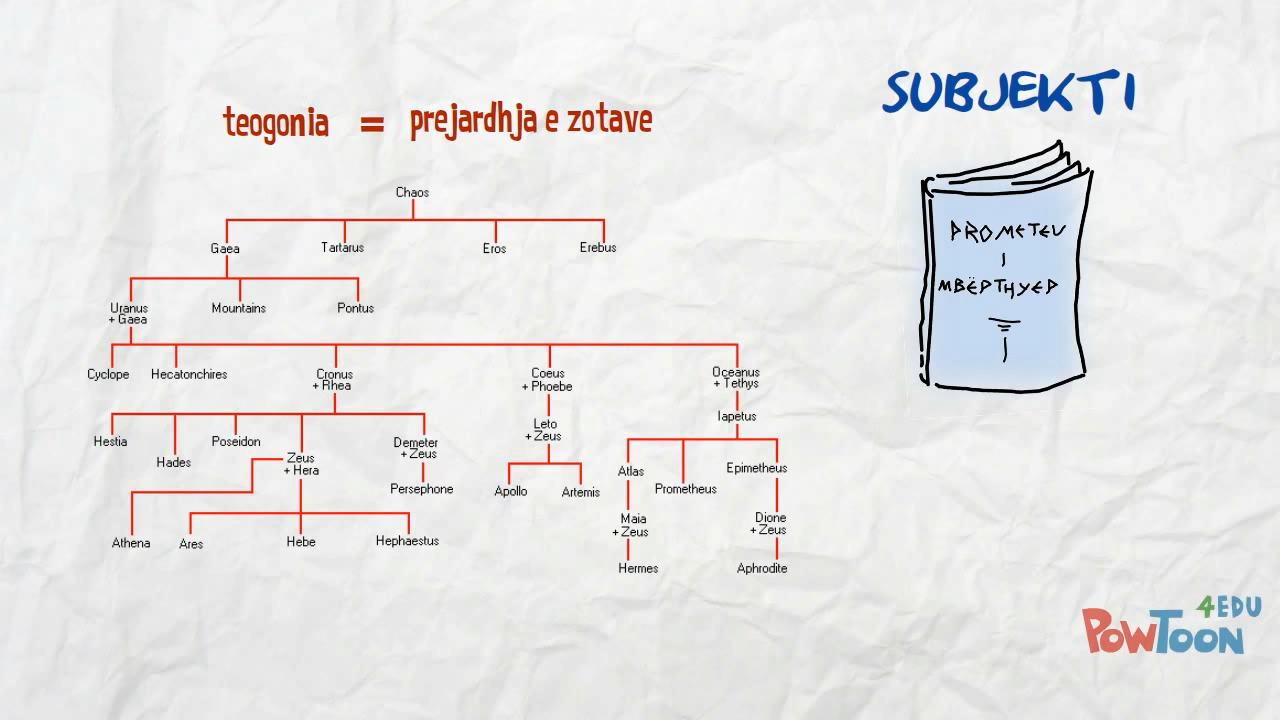 SUBJEKTI
teogonia = prejardhja e zotave
Chaos
Gaea Tartarus Eros Erebus
Uranus Mountains Pontus
+ Gaea
Cyclope Hecatonchires Cronus Coeus Oceanus
+ Rhea + Phoebe + Tethys
Iapetus
Leto
+ Zeus
Hestia Poseidon Demeter
+ Zeus
Hades Zeus
+ Hera
Atlas Epimetheus
Persephone Apollo Artemis Prometheus
Maia Dione
+ Zeus + Zeus
Athena Ares Hebe Hephaestus
Hermes Aphrodite
PROMETEU
I
MBËRTHYER
4EDU
POWTOON